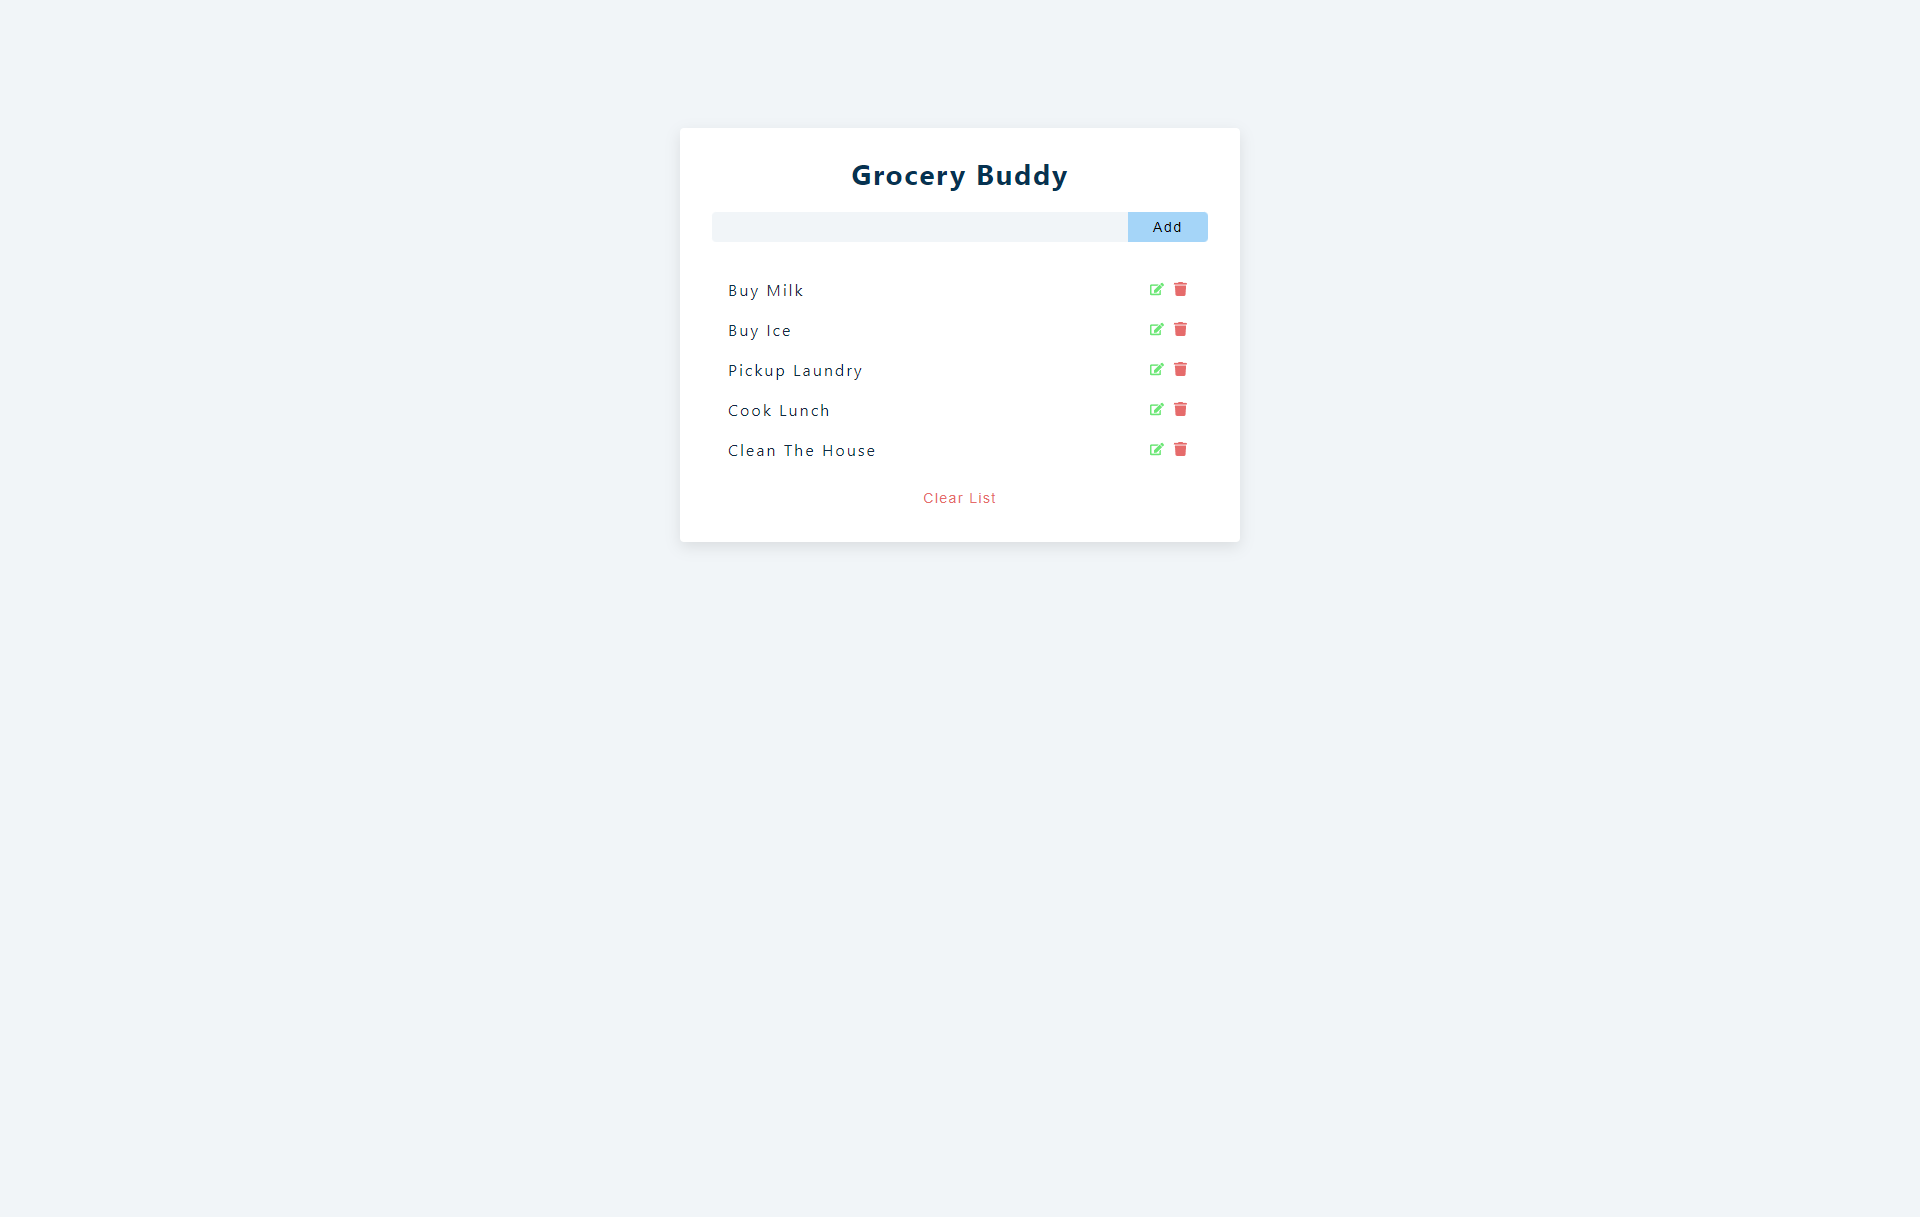 Grocery Buddy
Add
Buy Milk
Buy Ice
Pickup Laundry
Cook Lunch
Clean The House
Clear List